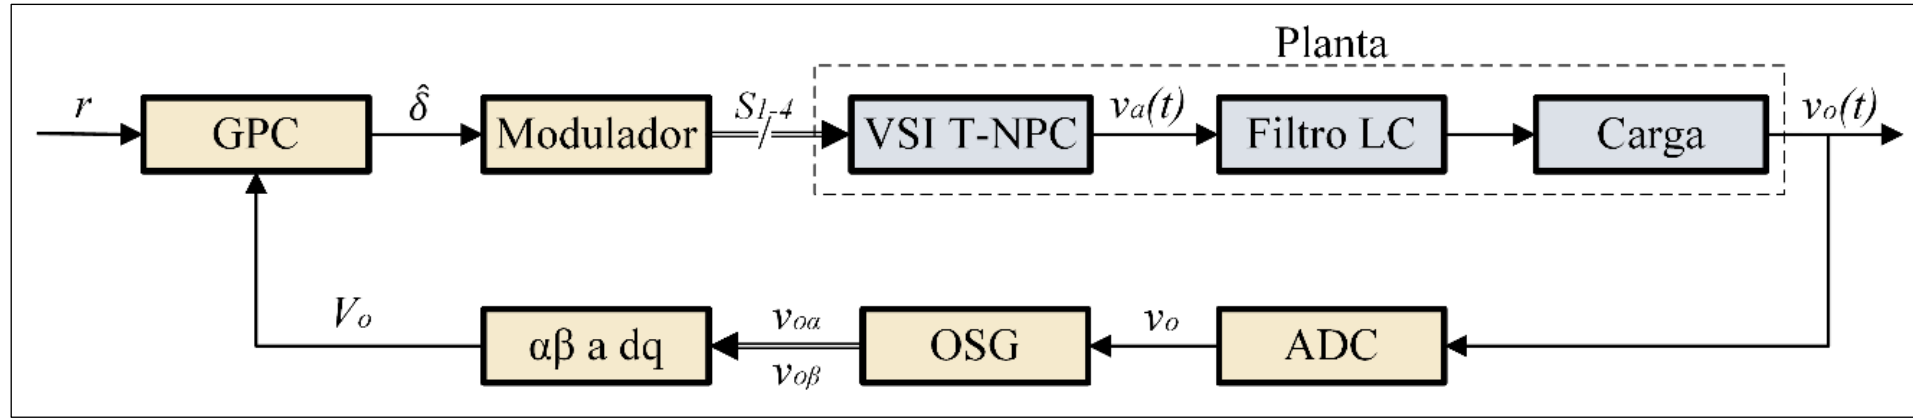 Planta
r
GPC
δ̂
Modulador
S1-4
VSI T-NPC
va(t)
Filtro LC
Carga
vo(t)
Vo
αβ a dq
voα
voβ
OSG
vo
ADC